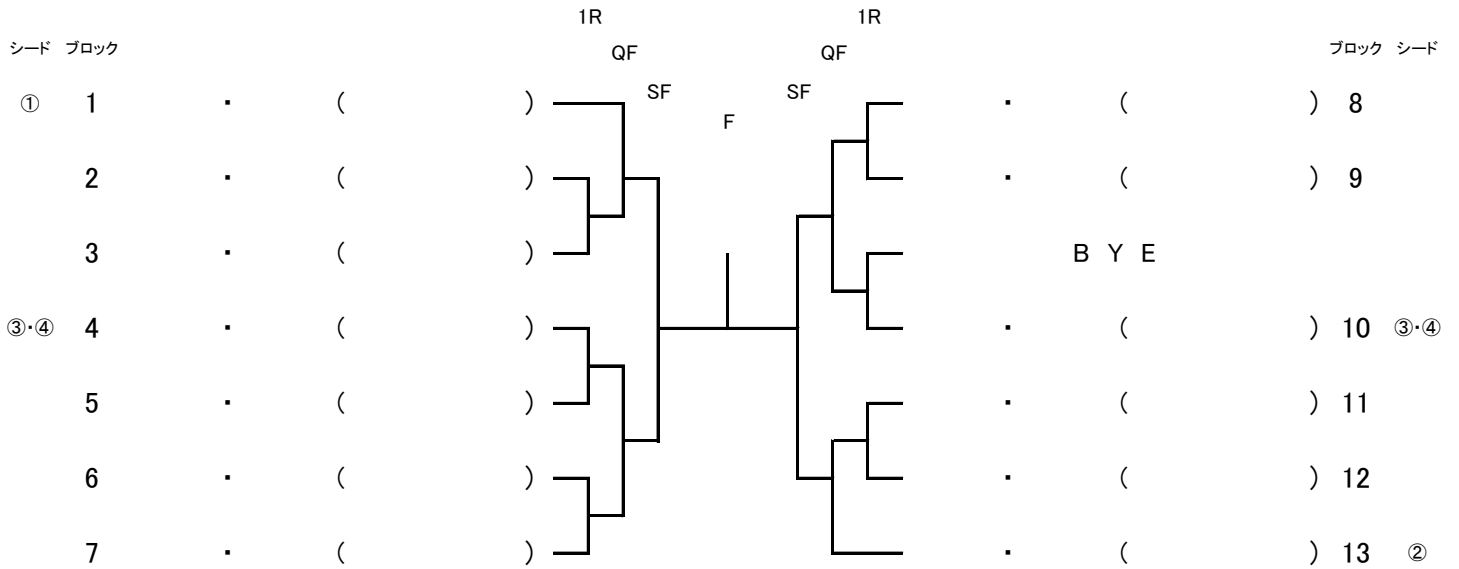 1R 1R
QF QF
シード ブロック ブロック シード
SF SF
① 1 ・ ( ) ・ ( ) 8
F
2 ・ ( ) ・ ( ) 9
3 ・ ( ) B Y E
③・④ 4 ・ ( ) ・ ( ) 10 ③・④
5 ・ ( ) ・ ( ) 11
6 ・ ( ) ・ ( ) 12
7 ・ ( ) ・ ( ) 13 ②